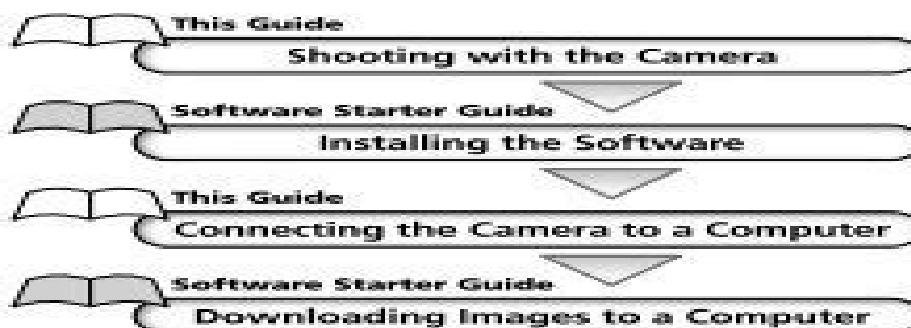 This Guide
Shooting with the Camera
Software Starter Guide
Installing the Software
This Guide
Connecting the Camera to a Computer
Software Starter Guide
Downloading Images to a Computer